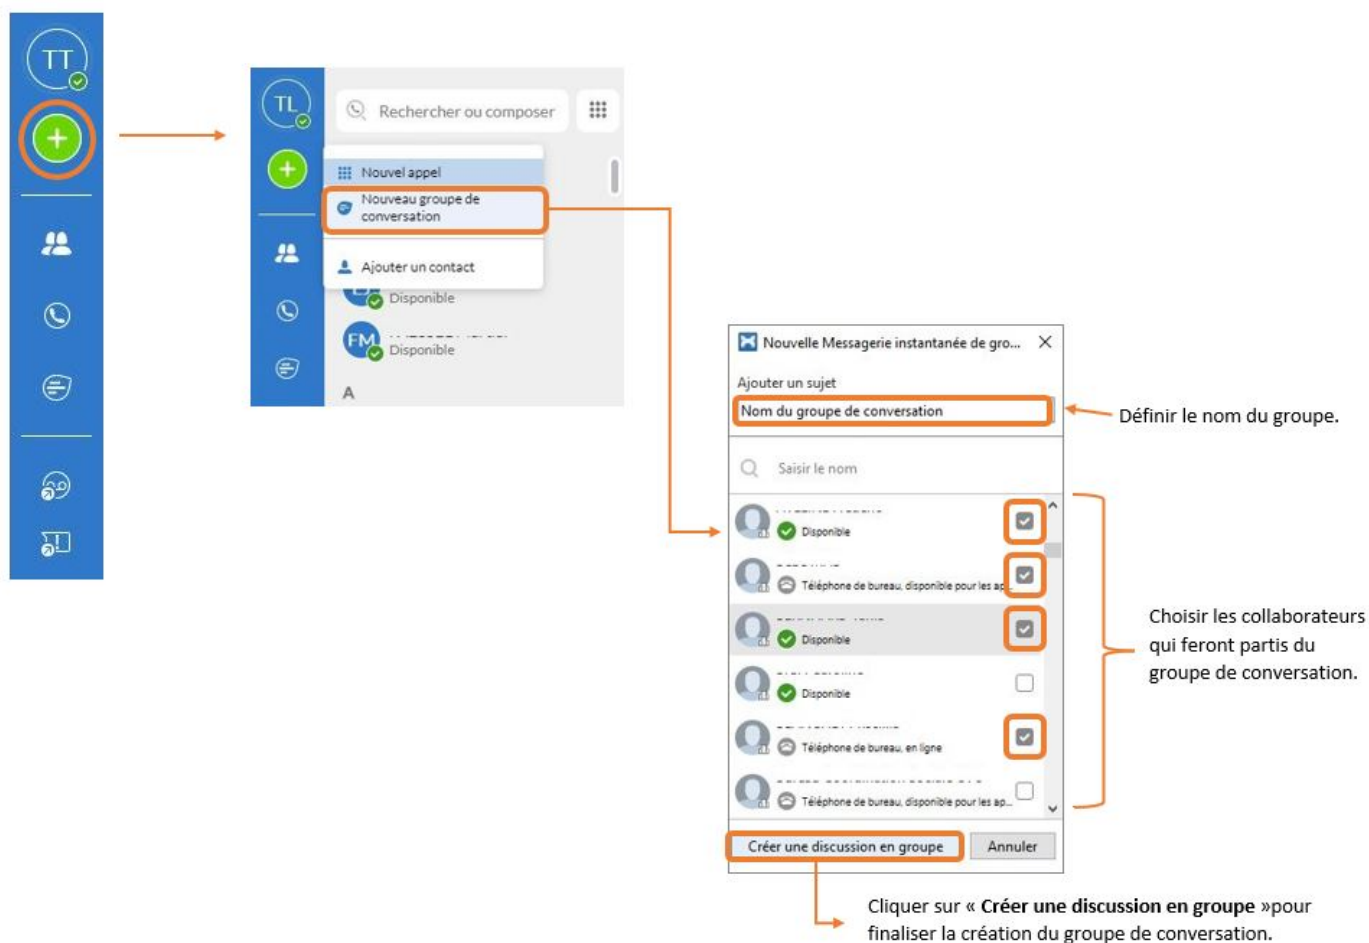 TT
TL
Rechercher ou composer
Nouvel appel
Nouveau groupe de
conversation
Ajouter un contact
Disponible
FM
Disponible
A
Nouvelle Messagerie instantanée de gro...
Ajouter un sujet
Nom du groupe de conversation
Définir le nom du groupe.
Saisir le nom
Disponible
Téléphone de bureau, disponible pour les ap...
Disponible
Disponible
Téléphone de bureau, en ligne
Téléphone de bureau, disponible pour les ap...
Choisir les collaborateurs
qui feront partis du
groupe de conversation.
Créer une discussion en groupe
Annuler
Cliquer sur « Créer une discussion en groupe »pour
finaliser la création du groupe de conversation.